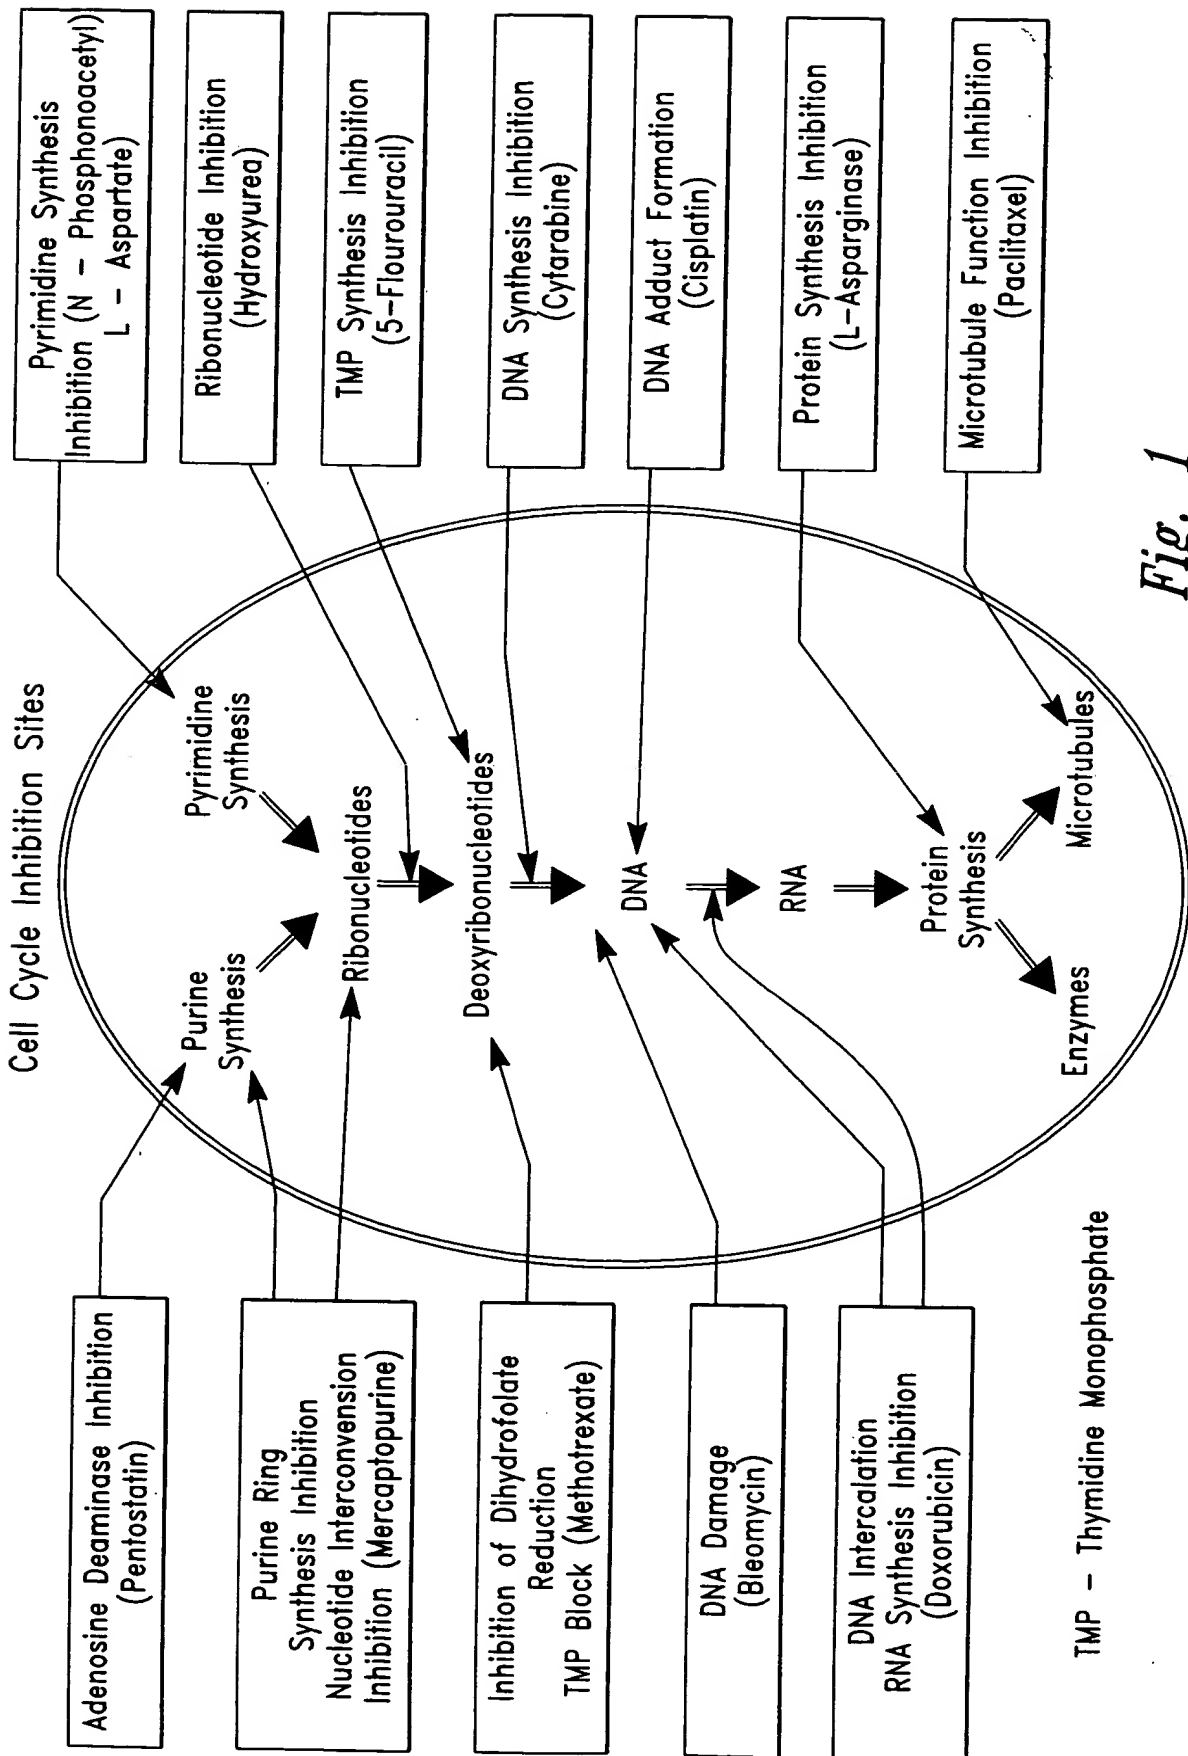 Cell Cycle Inhibition Sites
Adenosine Deaminase Inhibition
(Pentostatin)
Purine Ring
Synthesis Inhibition
Nucleotide Interconvension
Inhibition (Mercaptopurine)
Inhibition of Dihydrofolate
Reduction
TMP Block (Methotrexate)
DNA Damage
(Bleomycin)
DNA Intercalation
RNA Synthesis Inhibition
(Doxorubicin)
Purine
Synthesis
Pyrimidine
Synthesis
Ribonucleotides
Deoxyribonucleotides
DNA
RNA
Protein
Synthesis
Enzymes
Microtubules
Pyrimidine Synthesis
Inhibition (N - Phosphonoacetyl)
L - Aspartate
Ribonucleotide Inhibition
(Hydroxyurea)
TMP Synthesis Inhibition
(5-Flourouracil)
DNA Synthesis Inhibition
(Cytarabine)
DNA Adduct Formation
(Cisplatin)
Protein Synthesis Inhibition
(L-Asparginase)
Microtubule Function Inhibition
(Paclitaxel)
TMP - Thymidine Monophosphate
Fig. 1